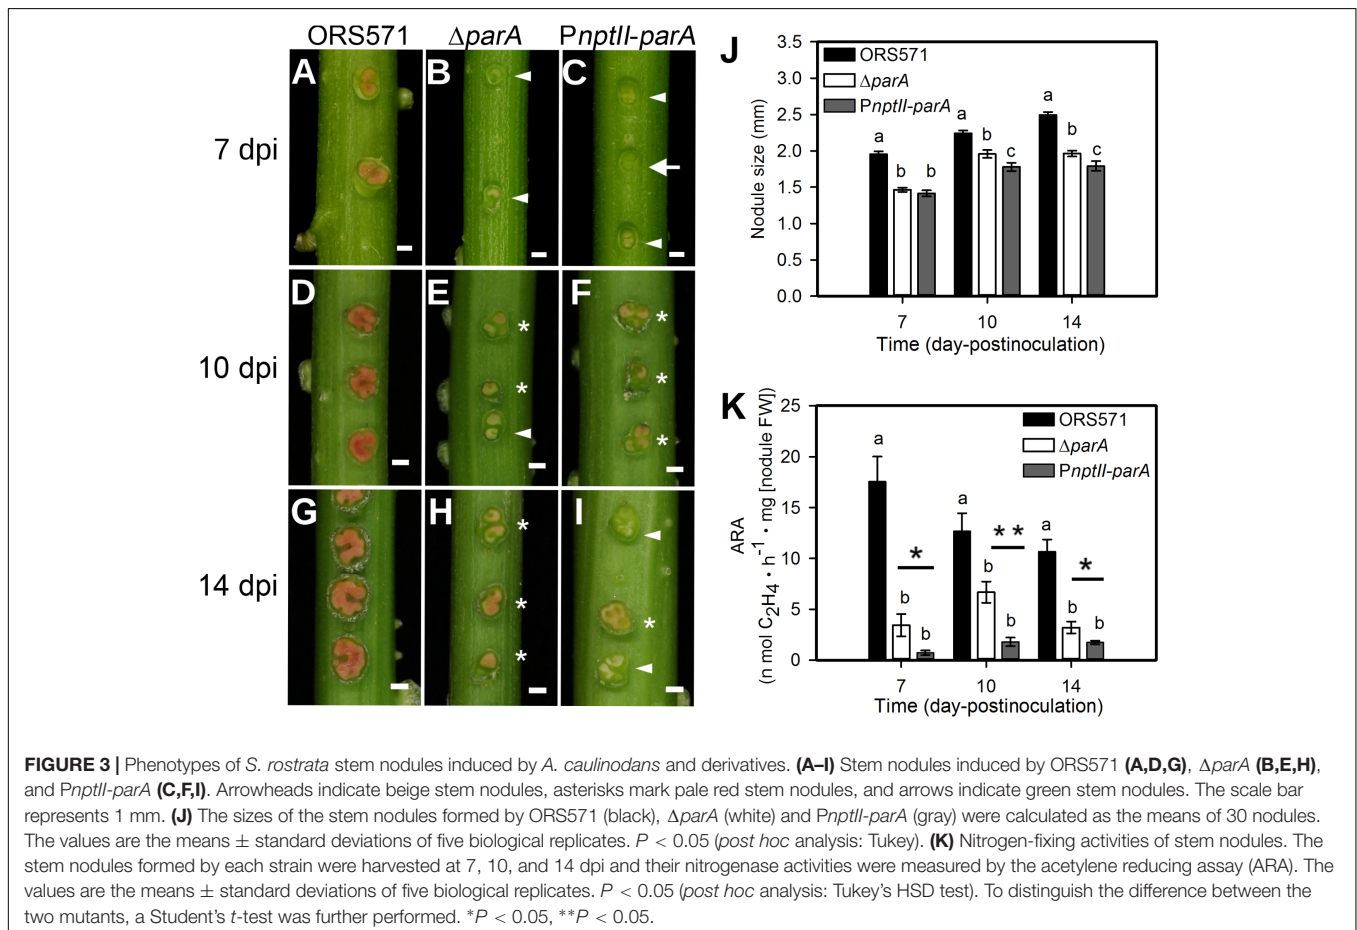 ORS571 ΔparA PnptII-parA
7 dpi
10 dpi
14 dpi
A B C
D E F
* * * * *
G H I
* * * *
J
3.5
3.0
2.5
2.0
1.5
1.0
0.5
0.0
Nodule size (mm)
ORS571
ΔparA
PnptII-parA
a b b
a b c
a b c
7 10 14
Time (day-postinoculation)
K
25
20
15
10
5
0
ARA
(n mol C2H4 • h-1 • mg [nodule FW])
ORS571
ΔparA
PnptII-parA
a b b *
a b b * *
a b b *
7 10 14
Time (day-postinoculation)
FIGURE 3 | Phenotypes of S. rostrata stem nodules induced by A. caulinodans and derivatives. (A–I) Stem nodules induced by ORS571 (A,D,G), ΔparA (B,E,H),
and PnptII-parA (C,F,I). Arrowheads indicate beige stem nodules, asterisks mark pale red stem nodules, and arrows indicate green stem nodules. The scale bar
represents 1 mm. (J) The sizes of the stem nodules formed by ORS571 (black), ΔparA (white) and PnptII-parA (gray) were calculated as the means of 30 nodules.
The values are the means ± standard deviations of five biological replicates. P < 0.05 (post hoc analysis: Tukey). (K) Nitrogen-fixing activities of stem nodules. The
stem nodules formed by each strain were harvested at 7, 10, and 14 dpi and their nitrogenase activities were measured by the acetylene reducing assay (ARA). The
values are the means ± standard deviations of five biological replicates. P < 0.05 (post hoc analysis: Tukey's HSD test). To distinguish the difference between the
two mutants, a Student's t-test was further performed. *P < 0.05, **P < 0.05.